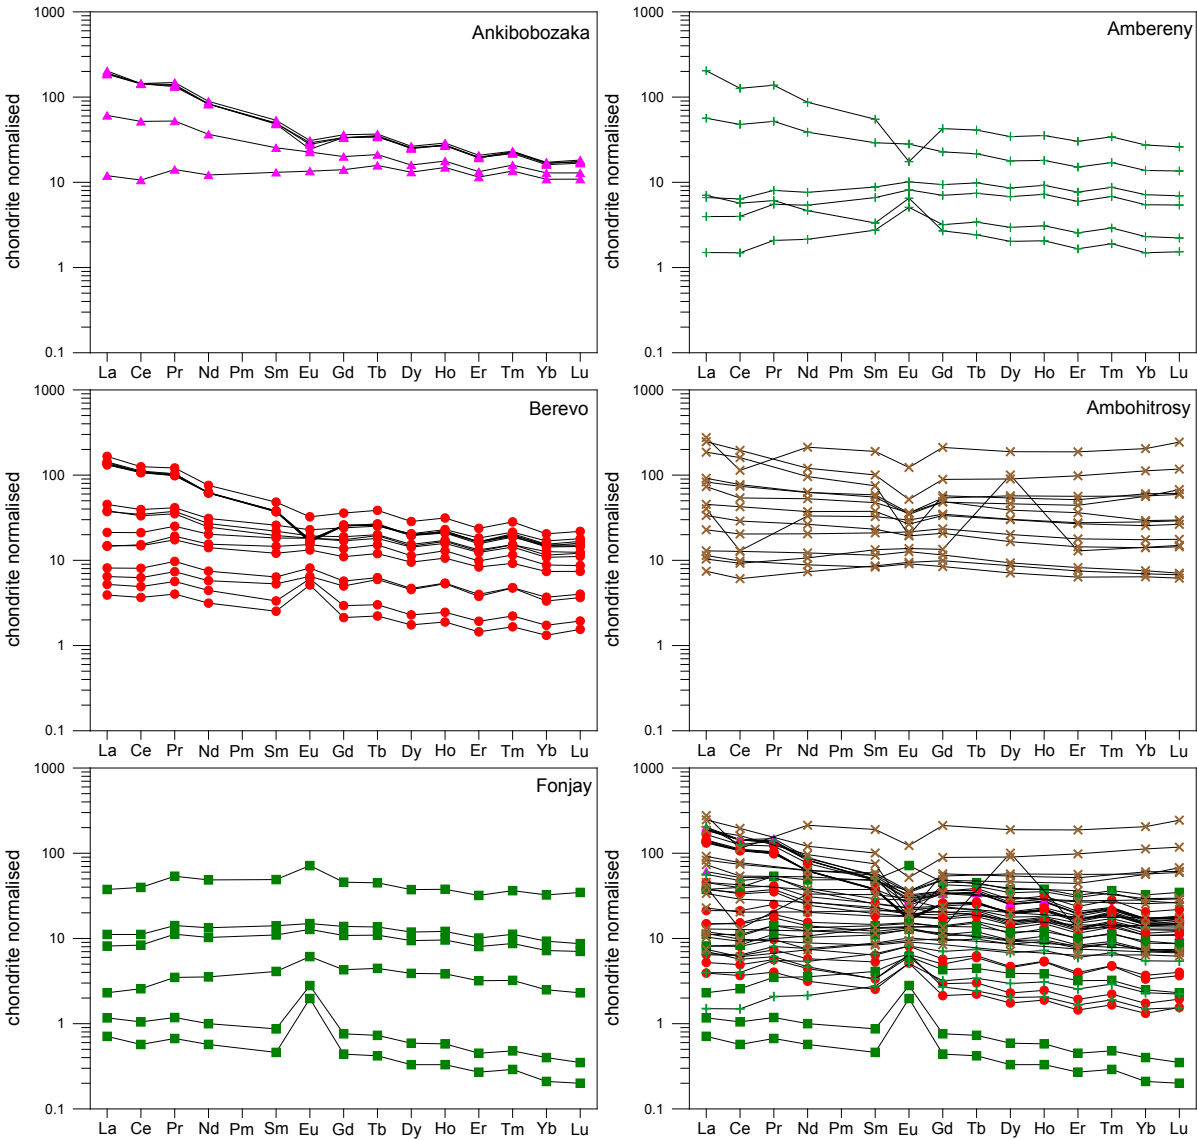 1000
100
10
1
0.1
chondrite normalised
Ankibobozaka
La Ce Pr Nd Pm Sm Eu Gd Tb Dy Ho Er Tm Yb Lu
1000
100
10
1
0.1
chondrite normalised
Ambereny
La Ce Pr Nd Pm Sm Eu Gd Tb Dy Ho Er Tm Yb Lu
1000
100
10
1
0.1
chondrite normalised
Berevo
La Ce Pr Nd Pm Sm Eu Gd Tb Dy Ho Er Tm Yb Lu
1000
100
10
1
0.1
chondrite normalised
Ambohitrosy
La Ce Pr Nd Pm Sm Eu Gd Tb Dy Ho Er Tm Yb Lu
1000
100
10
1
0.1
chondrite normalised
Fonjay
La Ce Pr Nd Pm Sm Eu Gd Tb Dy Ho Er Tm Yb Lu
1000
100
10
1
0.1
chondrite normalised
La Ce Pr Nd Pm Sm Eu Gd Tb Dy Ho Er Tm Yb Lu